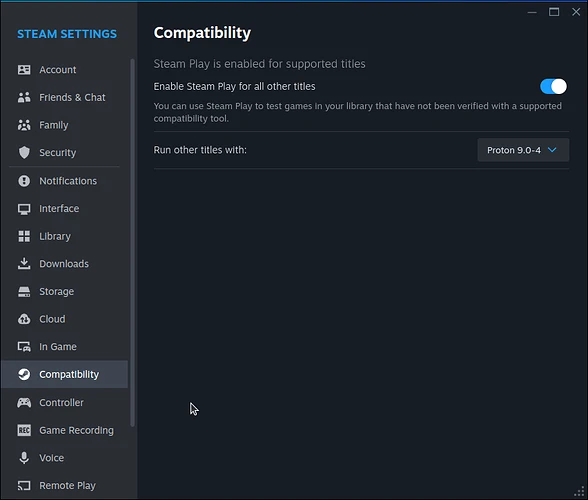 STEAM SETTINGS
Account
Friends & Chat
Family
Security
Notifications
Interface
Library
Downloads
Storage
Cloud
In Game
Compatibility
Controller
REC
Game Recording
Voice
Remote Play
Compatibility
Steam Play is enabled for supported titles
Enable Steam Play for all other titles
You can use Steam Play to test games in your library that have not been verified with a supported
compatibility tool.
Run other titles with:
Proton 9.0-4